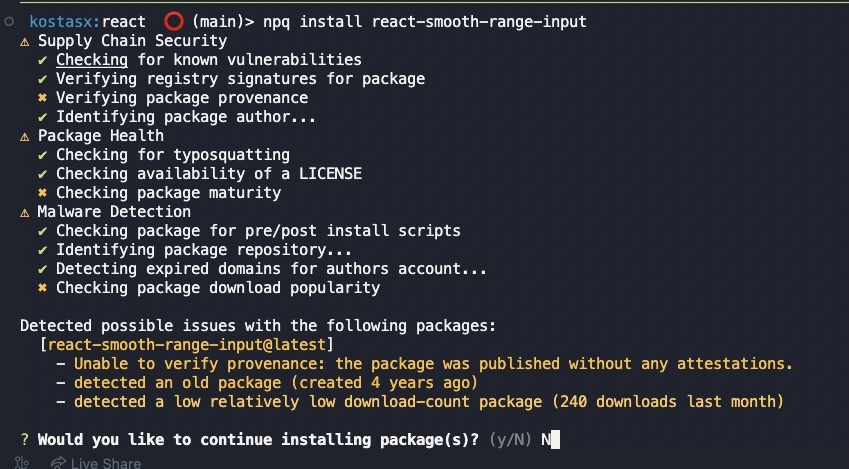 kostasx:react ⭕ (main)> npq install react-smooth-range-input
⚠ Supply Chain Security
✔ Checking for known vulnerabilities
✔ Verifying registry signatures for package
✖ Verifying package provenance
✔ Identifying package author...
⚠ Package Health
✔ Checking for typosquatting
✔ Checking availability of a LICENSE
✖ Checking package maturity
⚠ Malware Detection
✔ Checking package for pre/post install scripts
✔ Identifying package repository...
✔ Detecting expired domains for authors account...
✖ Checking package download popularity
Detected possible issues with the following packages:
[react-smooth-range-input@latest]
– Unable to verify provenance: the package was published without any attestations.
– detected an old package (created 4 years ago)
– detected a low relatively low download-count package (240 downloads last month)
? Would you like to continue installing package(s)? (y/N) N
Live Share